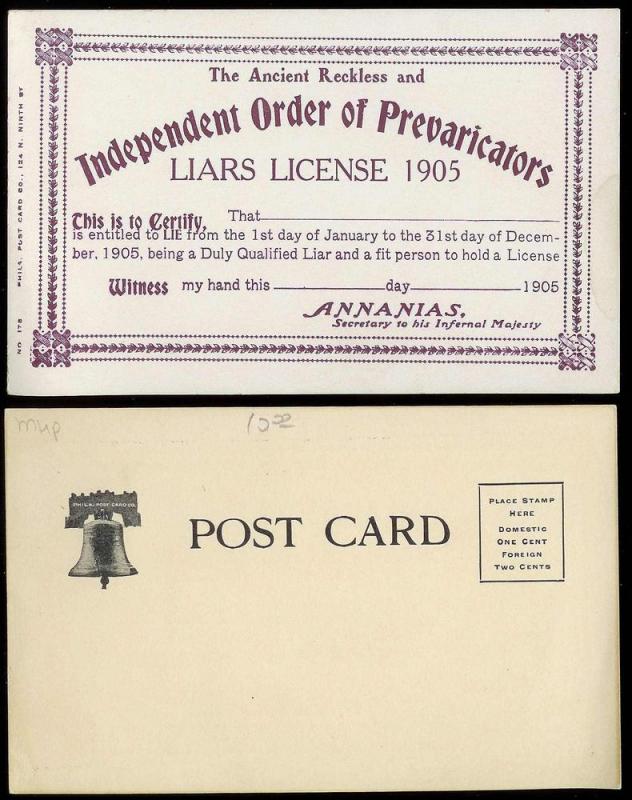 The Ancient Reckless and
Independent Order of Prevaricators
LIARS LICENSE 1905
This is to Certify, That
is entitled to LIE from the 1st day of January to the 31st day of Decem-
ber, 1905, being a Duly Qualified Liar and a fit person to hold a License
Witness my hand this day 1905
ANNANIAS,
Secretary to his Infernal Majesty
NO. 178 PHILA. POST CARD CO., 124 N. NINTH ST
mup
10.00
PHILA. POST CARD CO.
POST CARD
PLACE STAMP
HERE
DOMESTIC
ONE CENT
FOREIGN
TWO CENTS